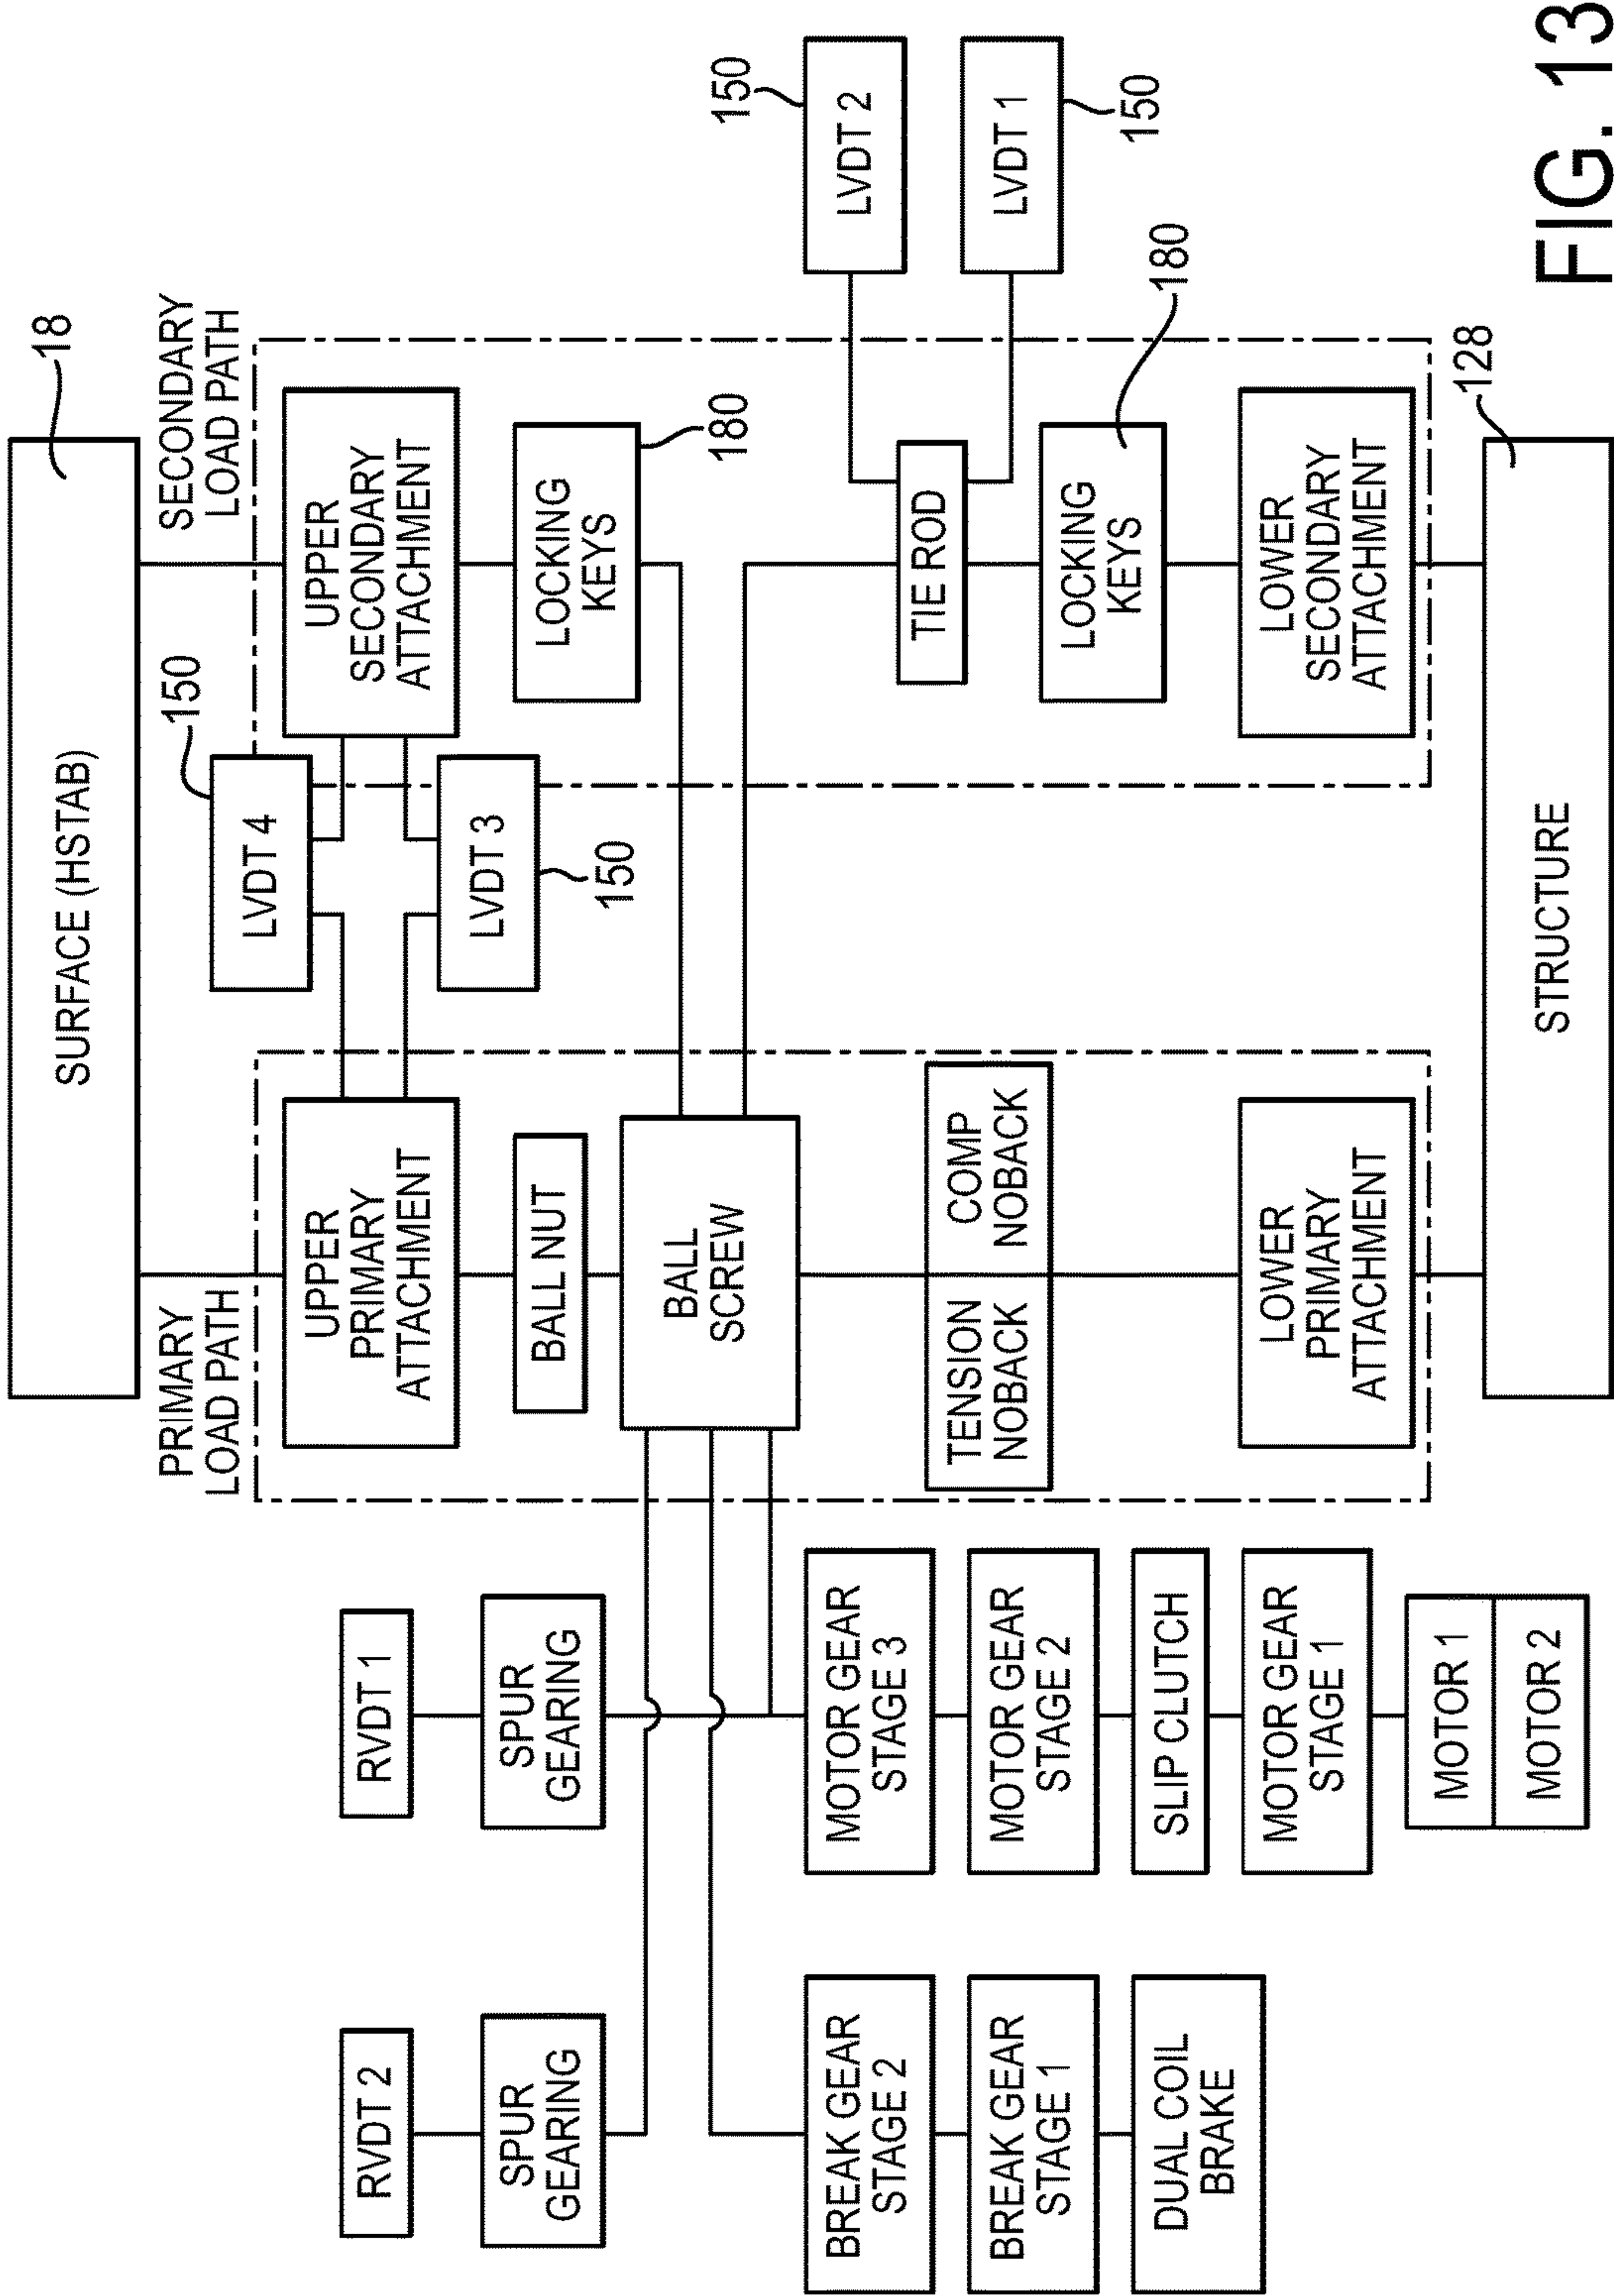 18
SURFACE (HSTAB)
PRIMARY
LOAD PATH
SECONDARY
LOAD PATH
150
LVDT 4
UPPER
PRIMARY
ATTACHMENT
UPPER
SECONDARY
ATTACHMENT
LVDT 3
150
RVDT 2
RVDT 1
SPUR
GEARING
SPUR
GEARING
BALL NUT
LOCKING
KEYS
180
BALL
SCREW
150
LVDT 2
LVDT 1
150
BREAK GEAR
STAGE 2
MOTOR GEAR
STAGE 3
TENSION
NOBACK
COMP
NOBACK
TIE ROD
BREAK GEAR
STAGE 1
MOTOR GEAR
STAGE 2
LOCKING
KEYS
180
DUAL COIL
BRAKE
SLIP CLUTCH
MOTOR GEAR
STAGE 1
LOWER
PRIMARY
ATTACHMENT
LOWER
SECONDARY
ATTACHMENT
MOTOR 1
MOTOR 2
128
STRUCTURE
FIG. 13